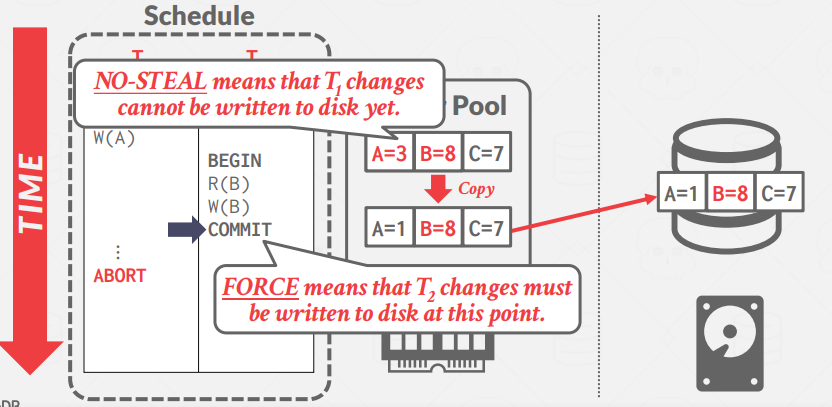 Schedule
T
T
NO-STEAL means that T1 changes
cannot be written to disk yet.
Pool
W(A)
BEGIN
R(B)
W(B)
COMMIT
⋮
ABORT
TIME
A=3 B=8 C=7
Copy
A=1 B=8 C=7
A=1 B=8 C=7
FORCE means that T2 changes must
be written to disk at this point.